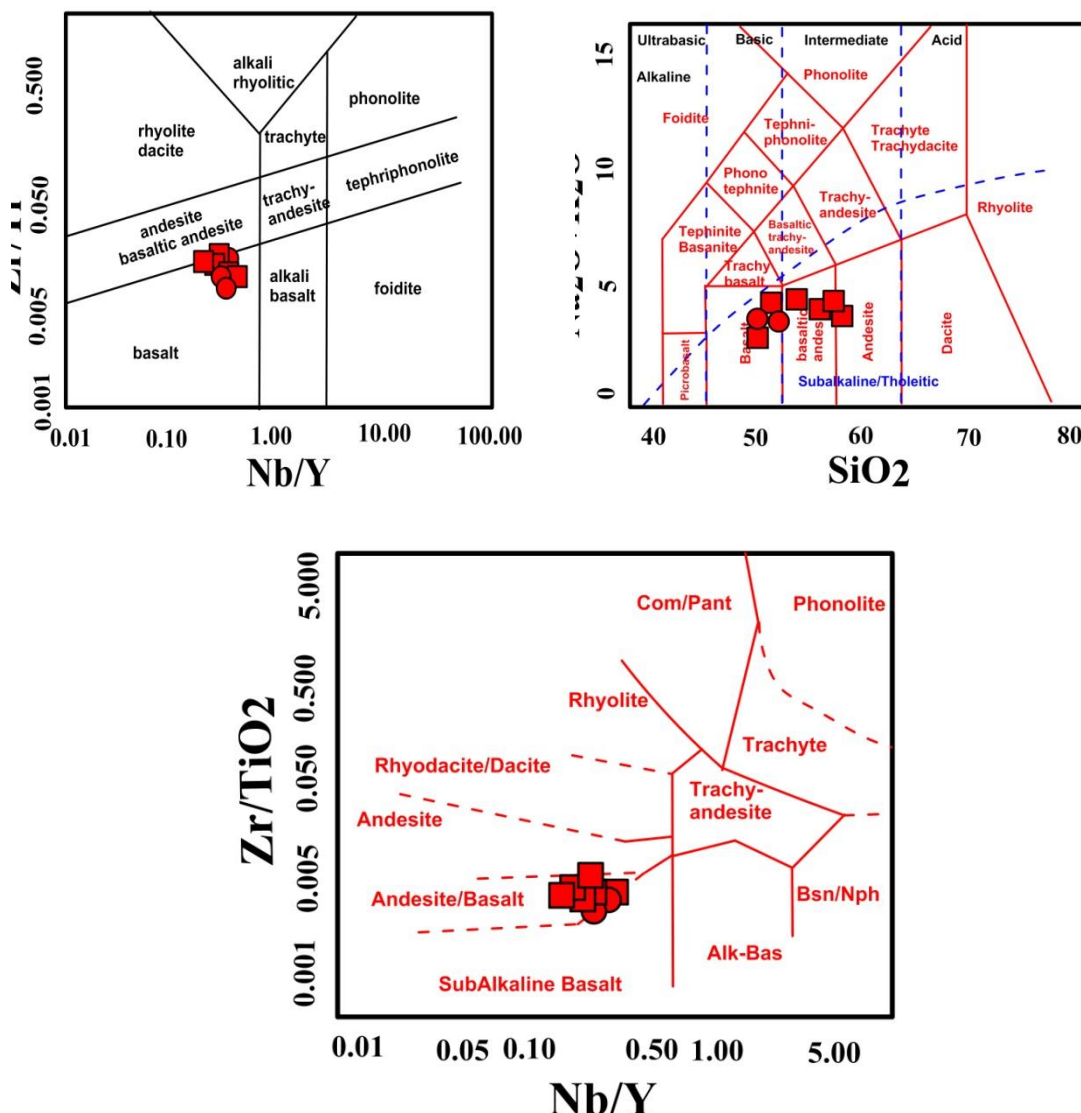 0.500
0.050
0.005
0.001
alkali
rhyolitic
phonolite
rhyolite
dacite
trachyte
tephriphonolite
trachy-
andesite
andesite
basaltic andesite
alkali
basalt
foidite
basalt
0.01
0.10
1.00
10.00
100.00
Nb/Y
15
10
5
0
Ultrabasic
Basic
Intermediate
Acid
Alkaline
Phonolite
Foidite
Tephni-
phonolite
Trachyte
Trachydacite
Phono
tephnite
Trachy-
andesite
Rhyolite
Tephinite
Basanite
Basaltic
trachy-
andesite
Trachy
basalt
Picrobasalt
basaltic
Andesite
Dacite
Subalkaline/Tholeitic
40
50
60
70
80
SiO2
Zr/TiO2
5.000
0.500
0.050
0.005
0.001
Com/Pant
Phonolite
Rhyolite
Trachyte
Rhyodacite/Dacite
Trachy-
andesite
Andesite
Andesite/Basalt
Bsn/Nph
Alk-Bas
SubAlkaline Basalt
0.01
0.05
0.10
0.50
1.00
5.00
Nb/Y